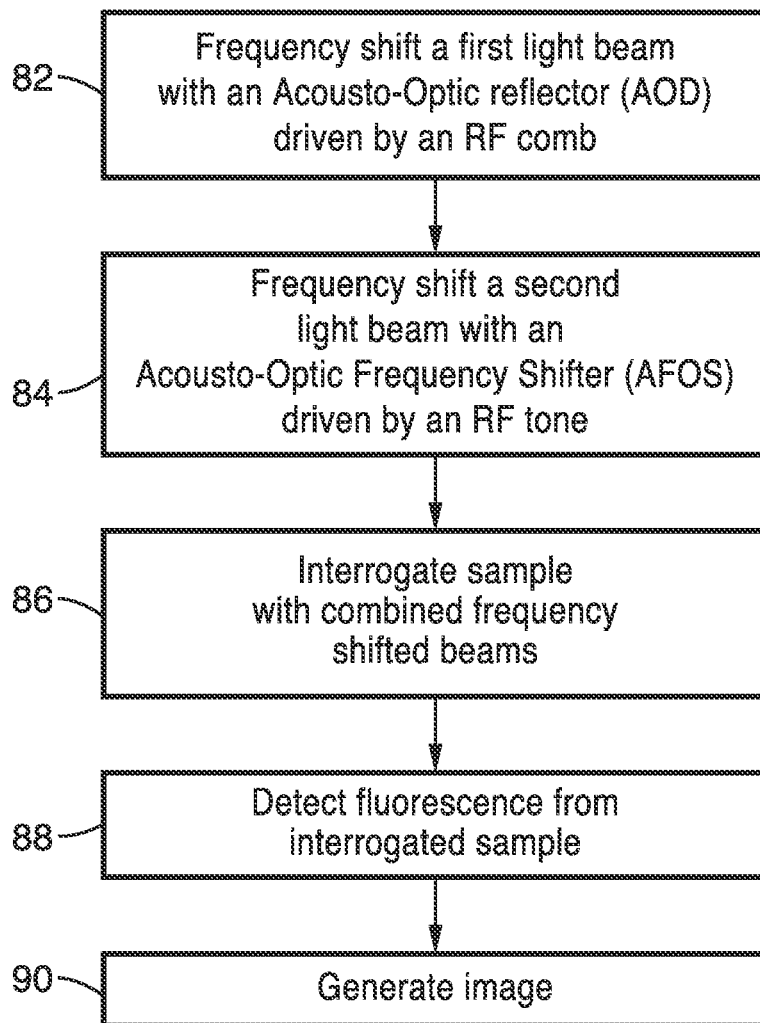 82
Frequency shift a first light beam
with an Acousto-Optic reflector (AOD)
driven by an RF comb
84
Frequency shift a second
light beam with an
Acousto-Optic Frequency Shifter (AFOS)
driven by an RF tone
86
Interrogate sample
with combined frequency
shifted beams
88
Detect fluorescence from
interrogated sample
90
Generate image